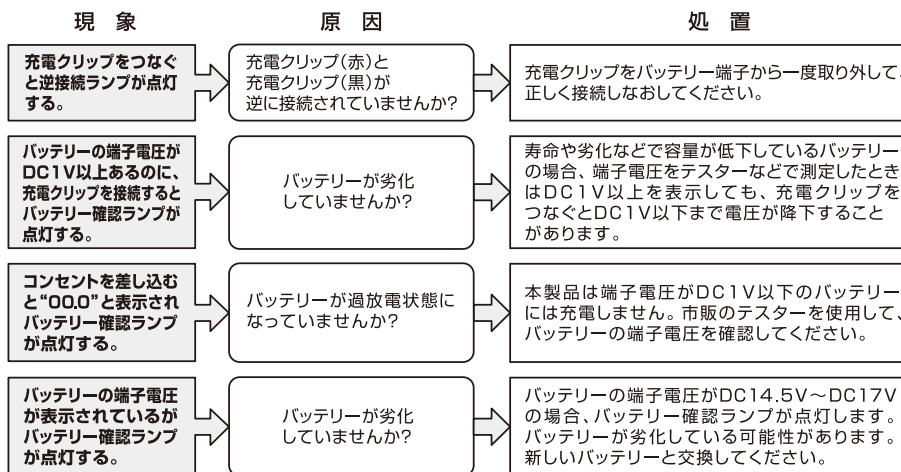 現 象
原 因
処 置
充電クリップをつなぐ
と逆接続ランプが点灯
する。
充電クリップ(赤)と
充電クリップ(黒)が
逆に接続されていませんか?
充電クリップをバッテリー端子から一度取り外して、
正しく接続しなおしてください。
バッテリーの端子電圧が
DC1V以上あるのに、
充電クリップを接続すると
バッテリー確認ランプが
点灯する。
バッテリーが劣化
していませんか?
寿命や劣化などで容量が低下しているバッテリー
の場合、端子電圧をテスターなどで測定したとき
はDC1V以上を表示しても、充電クリップを
つなぐとDC1V以下まで電圧が降下すること
があります。
コンセントを差し込む
と“00.0”と表示され
バッテリー確認ランプ
が点灯する。
バッテリーが過放電状態に
なっていませんか?
本製品は端子電圧がDC1V以下のバッテリー
には充電しません。市販のテスターを使用して、
バッテリーの端子電圧を確認してください。
バッテリーの端子電圧
が表示されているが
バッテリー確認ランプ
が点灯する。
バッテリーが劣化
していませんか?
バッテリーの端子電圧がDC14.5V~DC17V
の場合、バッテリー確認ランプが点灯します。
バッテリーが劣化している可能性があります。
新しいバッテリーと交換してください。